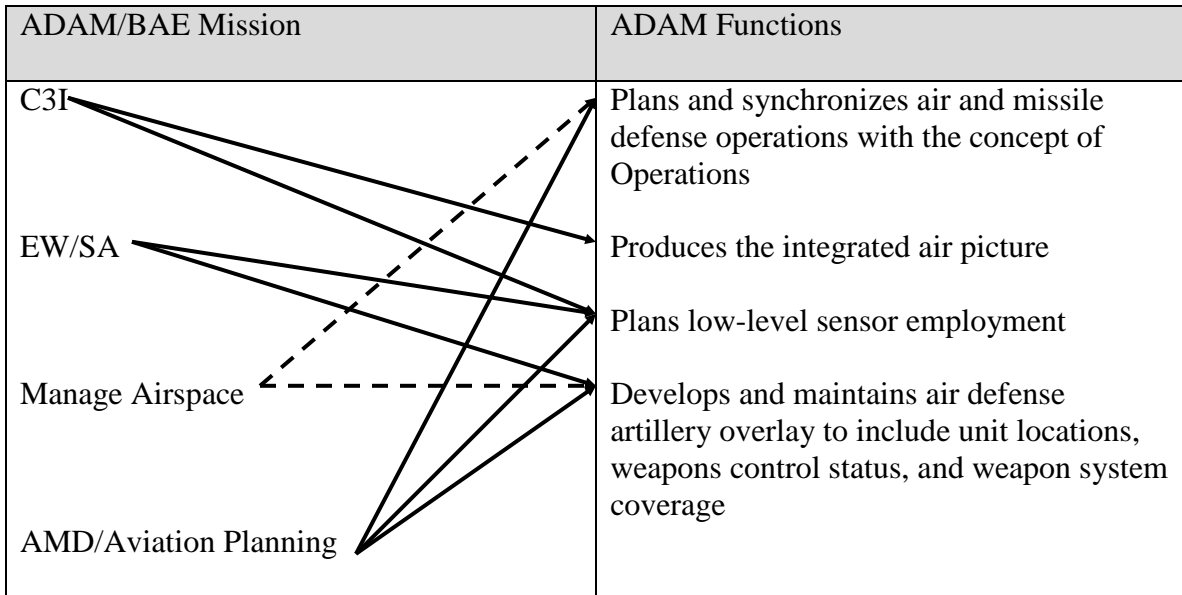 ADAM/BAE Mission
ADAM Functions
C3I
Plans and synchronizes air and missile
defense operations with the concept of
Operations
EW/SA
Produces the integrated air picture
Plans low-level sensor employment
Manage Airspace
Develops and maintains air defense
artillery overlay to include unit locations,
weapons control status, and weapon system
coverage
AMD/Aviation Planning